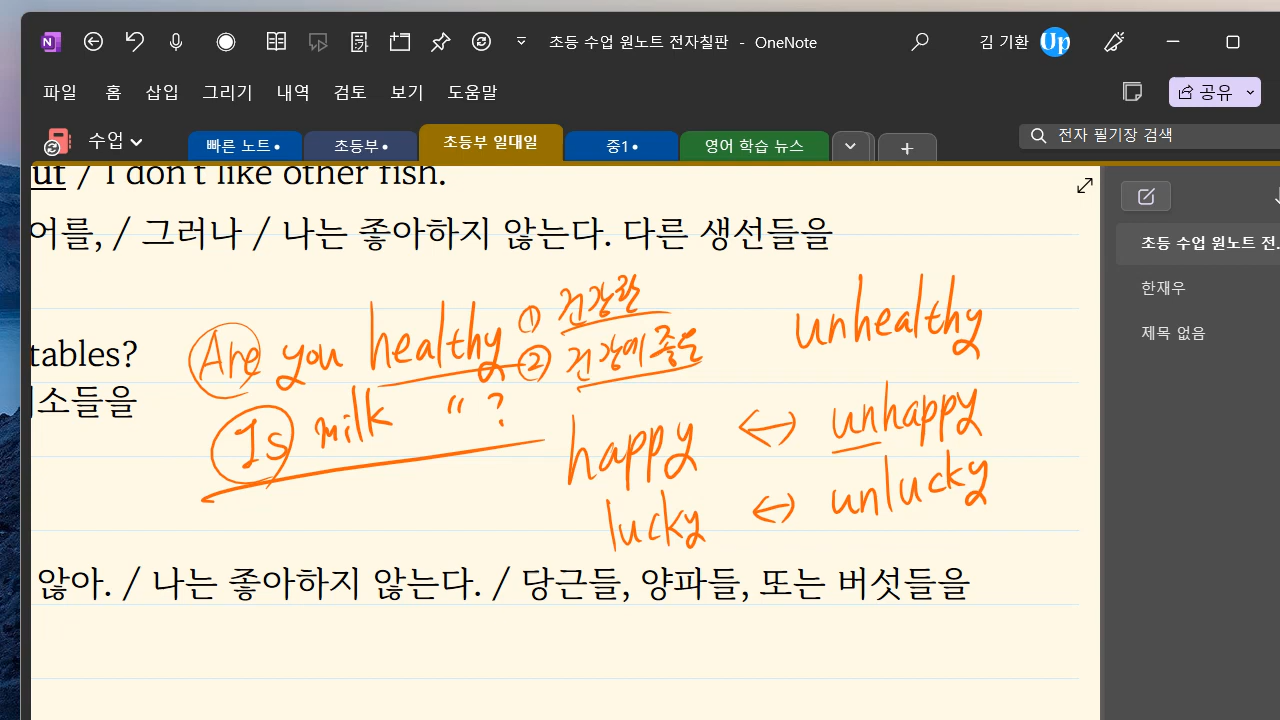 초등 수업 원노트 전자칠판 - OneNote
김 기환
Up
파일 홈 삽입 그리기 내역 검토 보기 도움말
공유
수업
빠른 노트
초등부
초등부 일대일
중1
영어 학습 뉴스
전자 필기장 검색
ut / I don't like other fish.
어를, / 그러나 / 나는 좋아하지 않는다. 다른 생선들을
tables?
소들을
Are you healthy ① 건강한
② 건강에 좋은
Is milk " ?
unhealthy
happy ↔ unhappy
lucky ↔ unlucky
않아. / 나는 좋아하지 않는다. / 당근들, 양파들, 또는 버섯들을
초등 수업 원노트 전...
한재우
제목 없음